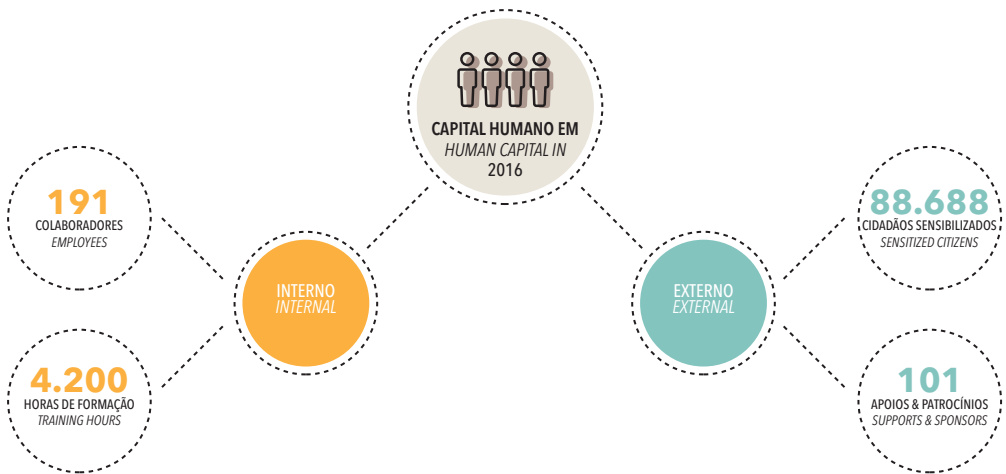 CAPITAL HUMANO EM
HUMAN CAPITAL IN
2016
191
COLABORADORES
EMPLOYEES
88.688
CIDADÃOS SENSIBILIZADOS
SENSITIZED CITIZENS
INTERNO
INTERNAL
EXTERNO
EXTERNAL
4.200
HORAS DE FORMAÇÃO
TRAINING HOURS
101
APOIOS & PATROCÍNIOS
SUPPORTS & SPONSORS